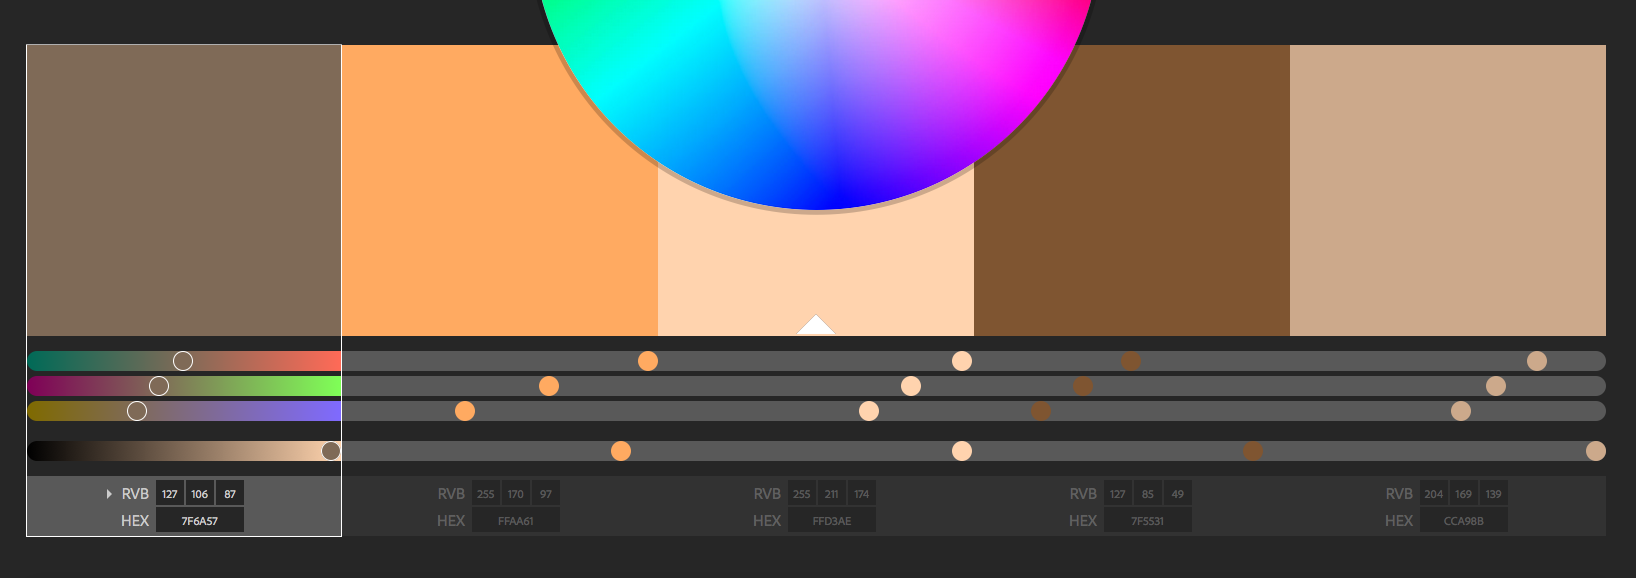 RVB 127 106 87 RVB 255 170 97 RVB 255 211 174 RVB 127 85 49 RVB 204 169 139
HEX 7F6A57 HEX FFAA61 HEX FFD3AE HEX 7F5531 HEX CCA98B